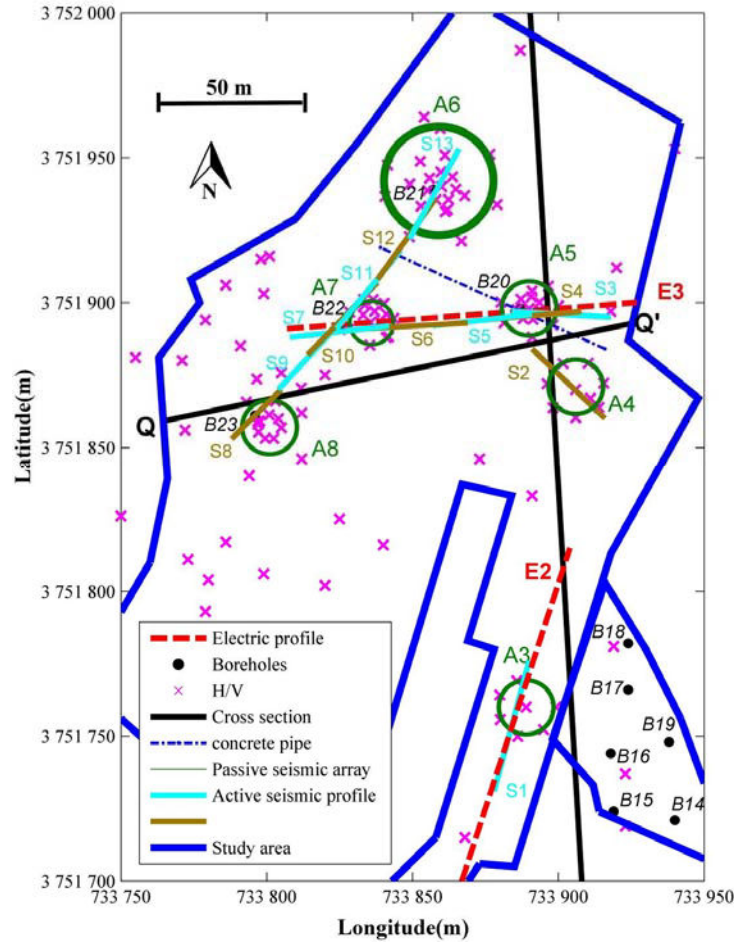 3 752 000
50 m
N
A6
S13
3 751 950
B21
S12
A5
A7
S11
B20
S4
S3
E3
3 751 900
S7
B22
S6
S5
Q'
S10
S9
S2
Q
B23
A4
S8
A8
3 751 850
Latitude(m)
E2
3 751 800
B18
A3
B17
B19
3 751 750
B16
S1
B15
B14
Electric profile
Boreholes
H/V
Cross section
concrete pipe
Passive seismic array
Active seismic profile
Study area
3 751 700
733 750
733 800
733 850
733 900
733 950
Longitude(m)